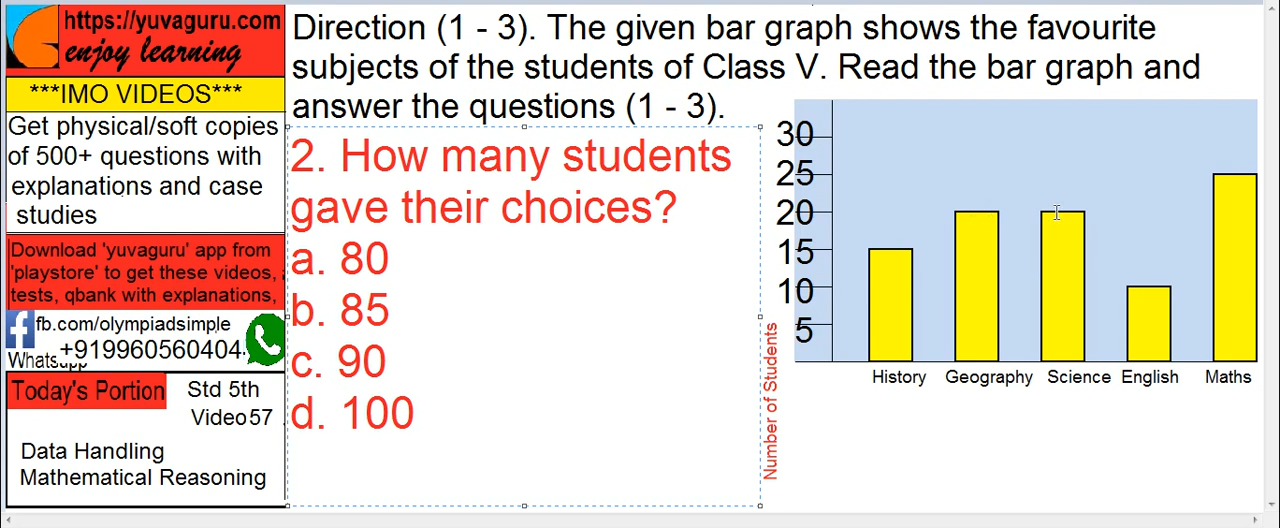 https://yuvaguru.com
enjoy learning
***IMO VIDEOS***
Get physical/soft copies
of 500+ questions with
explanations and case
studies
Download 'yuvaguru' app from
'playstore' to get these videos,
tests, qbank with explanations,
fb.com/olympiadsimple
+919960560404.
Whatsapp
Today's Portion
Std 5th
Video57
Data Handling
Mathematical Reasoning
Direction (1 - 3). The given bar graph shows the favourite
subjects of the students of Class V. Read the bar graph and
answer the questions (1 - 3).
2. How many students
gave their choices?
a. 80
b. 85
c. 90
d. 100
30
25
20
15
10
5
Number of Students
History Geography Science English Maths